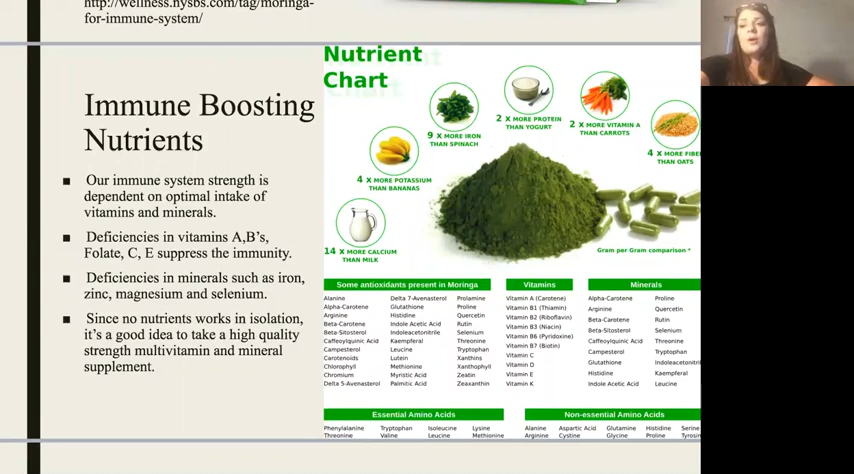 http://wellness.nysbs.com/tag/moringa-
for-immune-system/
Immune Boosting
Nutrients
■ Our immune system strength is
dependent on optimal intake of
vitamins and minerals.
■ Deficiencies in vitamins A,B's,
Folate, C, E suppress the immunity.
■ Deficiencies in minerals such as iron,
zinc, magnesium and selenium.
■ Since no nutrients works in isolation,
it's a good idea to take a high quality
strength multivitamin and mineral
supplement.
Nutrient
Chart
2 x MORE PROTEIN
THAN YOGURT
2 x MORE VITAMIN A
THAN CARROTS
9 x MORE IRON
THAN SPINACH
4 x MORE FIBE
THAN OATS
4 x MORE POTASSIUM
THAN BANANAS
14 x MORE CALCIUM
THAN MILK
Gram per Gram comparison *
Some antioxidants present in Moringa
Alanine Delta 7-Avenasterol Prolamine
Alpha-Carotene Glutathione Proline
Arginine Histidine Quercetin
Beta-Carotene Indole Acetic Acid Rutin
Beta-Sitosterol Indoleacetonitrile Selenium
Caffeoylquinic Acid Kaempferal Threonine
Campesterol Leucine Tryptophan
Carotenoids Lutein Xanthins
Chlorophyll Methionine Xanthophyll
Chromium Myristic Acid Zeatin
Delta 5-Avenasterol Palmitic Acid Zeaxanthin
Vitamins
Vitamin A (Carotene)
Vitamin B1 (Thiamin)
Vitamin B2 (Riboflavin)
Vitamin B3 (Niacin)
Vitamin B6 (Pyridoxine)
Vitamin B7 (Biotin)
Vitamin C
Vitamin D
Vitamin E
Vitamin K
Minerals
Alpha-Carotene Proline
Arginine Quercetin
Beta-Carotene Rutin
Beta-Sitosterol Selenium
Caffeoylquinic Acid Threonine
Campesterol Tryptophan
Glutathione Indoleacetonitril
Histidine Kaempferal
Indole Acetic Acid Leucine
Essential Amino Acids
Phenylalanine Tryptophan Isoleucine Lysine
Threonine Valine Leucine Methionine
Non-essential Amino Acids
Alanine Aspartic Acid Glutamine Histidine Serine
Arginine Cystine Glycine Proline Tyrosin